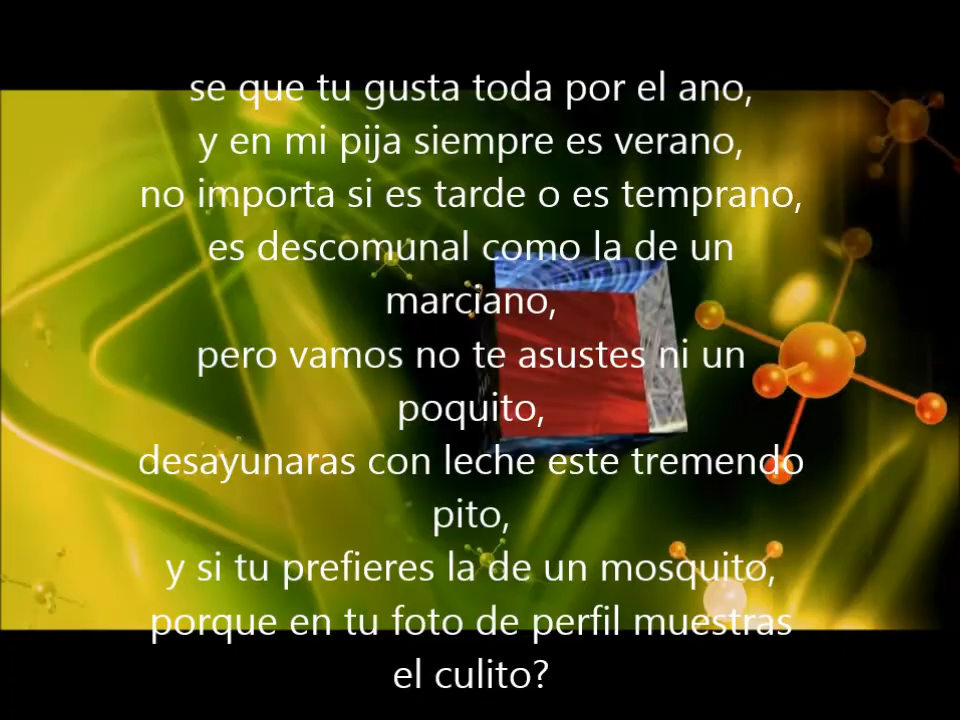 se que tu gusta toda por el ano,
y en mi pija siempre es verano,
no importa si es tarde o es temprano,
es descomunal como la de un
marciano,
pero vamos no te asustes ni un
poquito,
desayunaras con leche este tremendo
pito,
y si tu prefieres la de un mosquito,
porque en tu foto de perfil muestras
el culito?